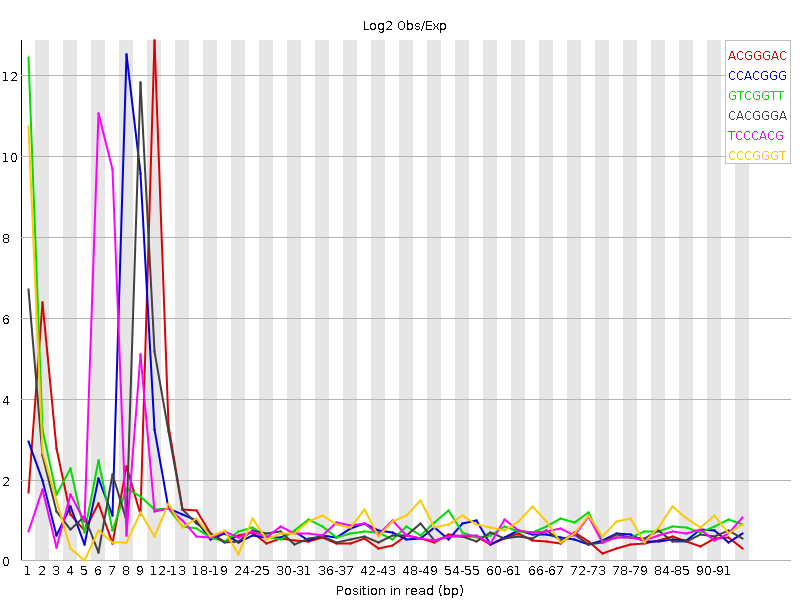 Log2 Obs/Exp
12
10
8
6
4
2
0
ACGGGAC
CCACGGG
GTCGGTT
CACGGGA
TCCCACG
CCCGGGT
1 2 3 4 5 6 7 8 9 12-13 18-19 24-25 30-31 36-37 42-43 48-49 54-55 60-61 66-67 72-73 78-79 84-85 90-91
Position in read (bp)